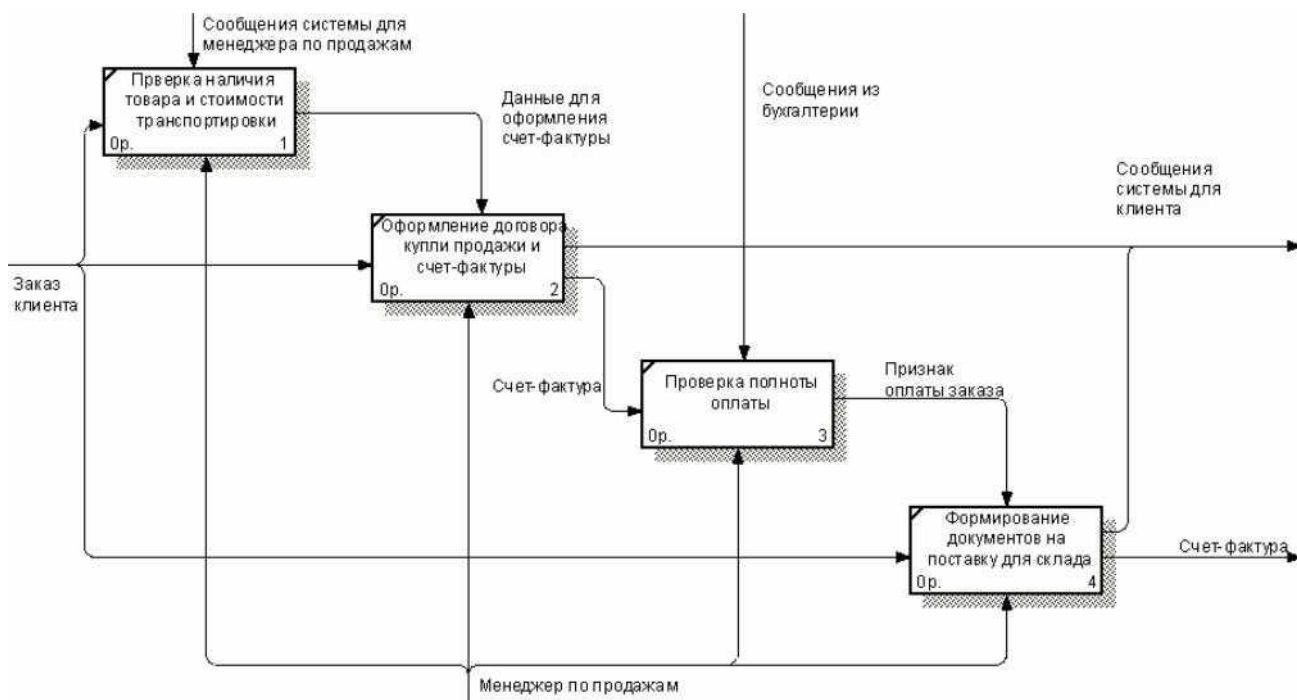 Сообщения системы для
менеджера по продажам
Прверка наличия
товара и стоимости
транспортировки
0р.
1
Данные для
оформления
счет-фактуры
Сообщения из
бухгалтерии
Сообщения
системы для
клиента
Оформление договора
купли продажи и
счет-фактуры
0р.
2
Заказ
клиента
Счет-фактура
Проверка полноты
оплаты
0р.
3
Признак
оплаты заказа
Формирование
документов на
поставку для склада
0р.
4
Счет-фактура
Менеджер по продажам